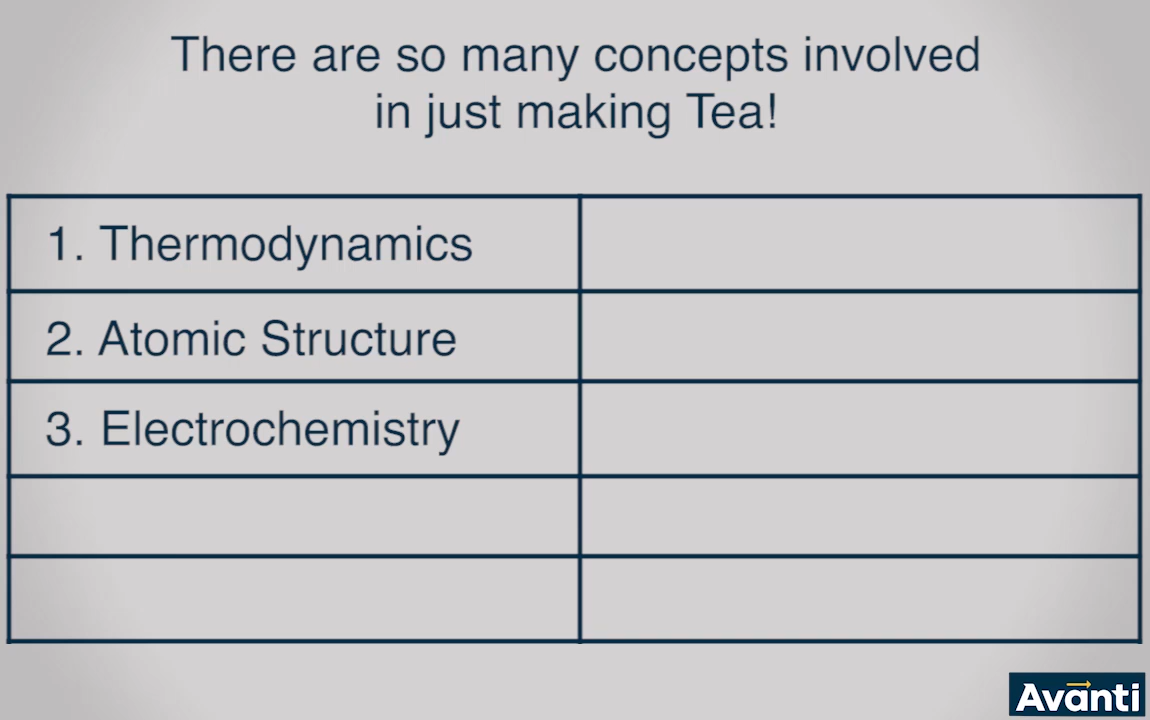 There are so many concepts involved
in just making Tea!
1. Thermodynamics
2. Atomic Structure
3. Electrochemistry
Avanti